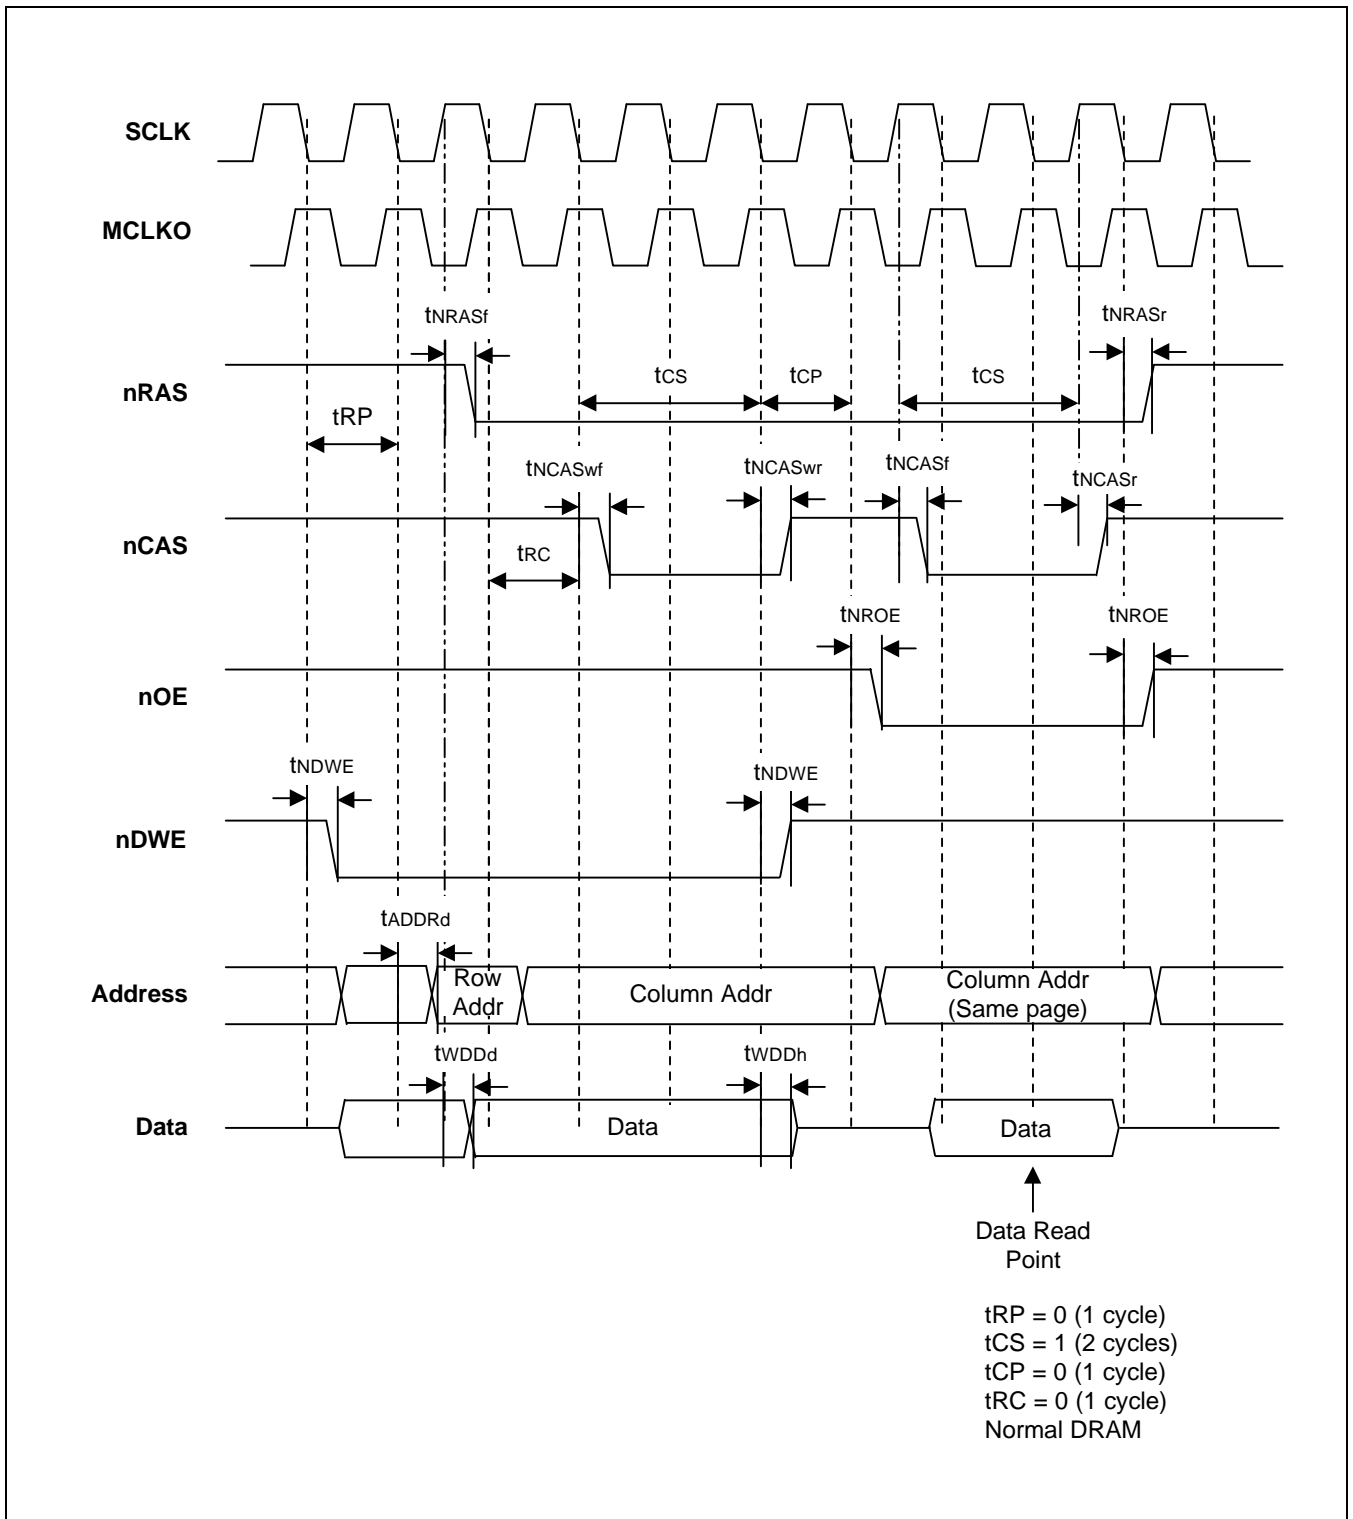 SCLK
MCLKO
tNRASf
tNRASr
nRAS
tCS
tCP
tCS
tRP
tNCASwf
tNCASwr
tNCASf
tNCASr
nCAS
tRC
tNROE
tNROE
nOE
tNDWE
tNDWE
nDWE
tADDRd
Address
Row
Addr
Column Addr
Column Addr
(Same page)
tWDDd
tWDDh
Data
Data
Data
Data Read
Point
tRP = 0 (1 cycle)
tCS = 1 (2 cycles)
tCP = 0 (1 cycle)
tRC = 0 (1 cycle)
Normal DRAM